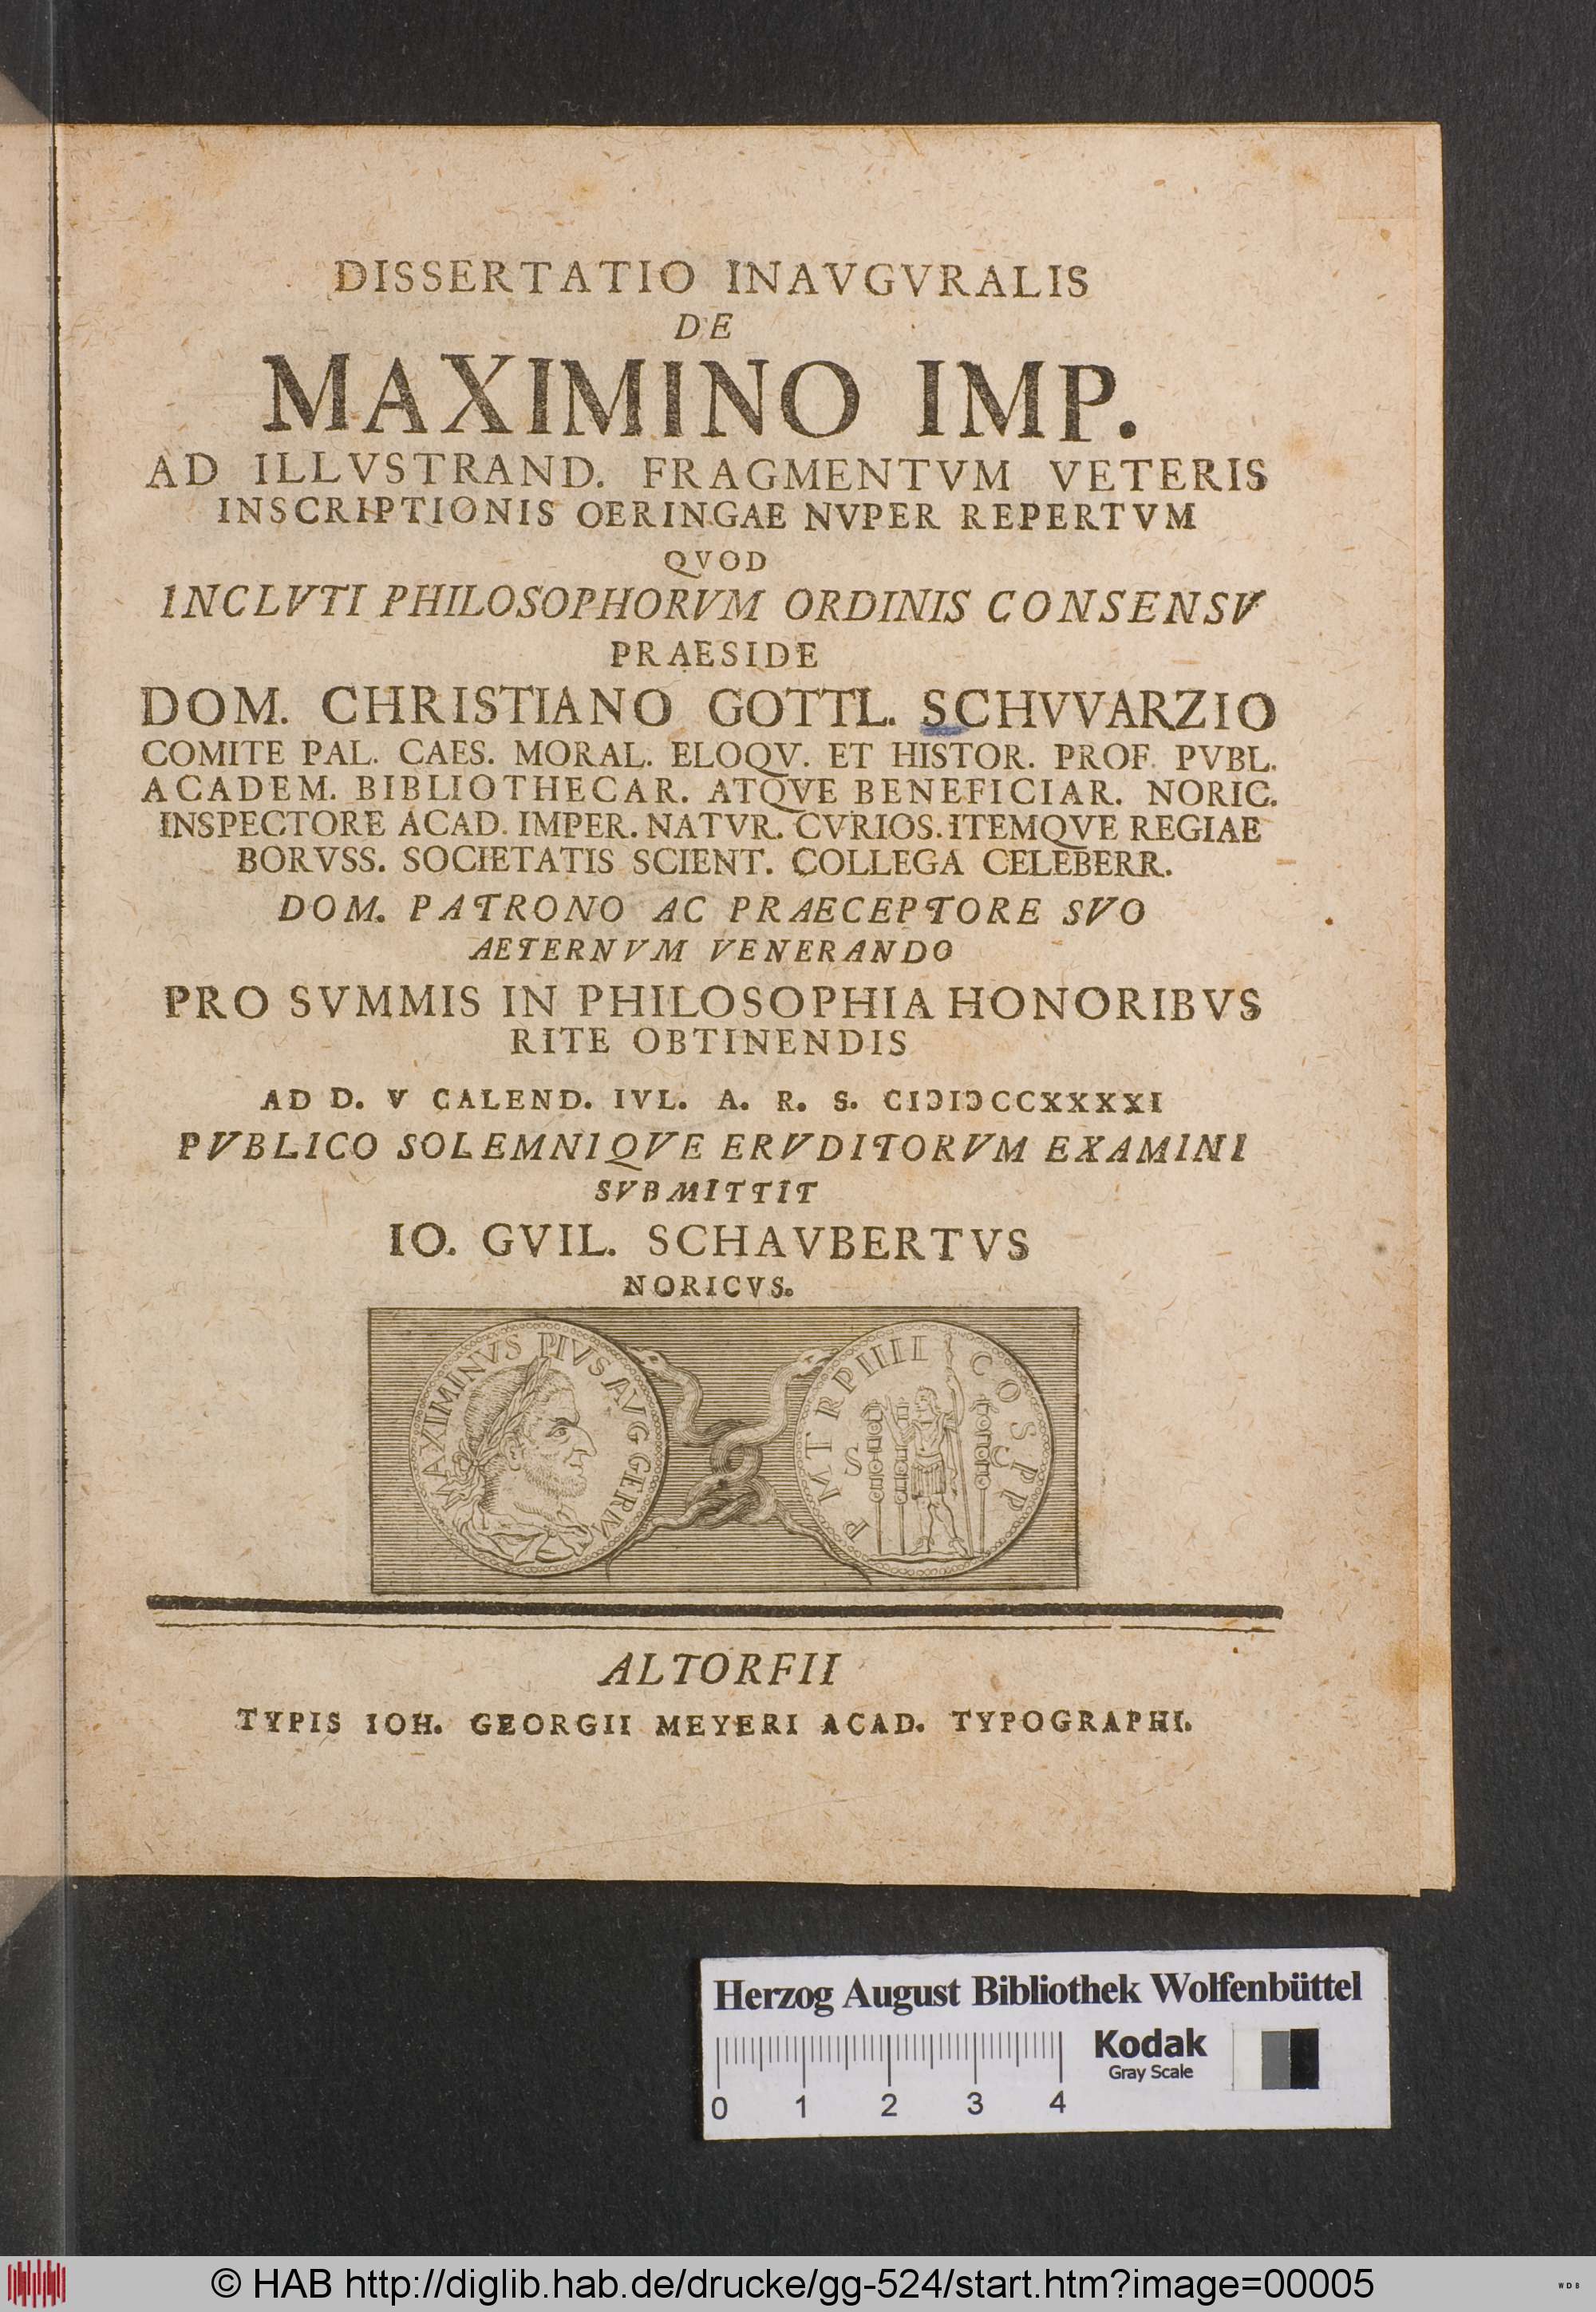 DISSERTATIO INAVGVRALIS
DE
MAXIMINO IMP.
AD ILLVSTRAND. FRAGMENTVM VETERIS
INSCRIPTIONIS OERINGAE NVPER REPERTVM
QVOD
INCLVTI PHILOSOPHORVM ORDINIS CONSENSV
PRAESIDE
DOM. CHRISTIANO GOTTL. SCHVVARZIO
COMITE PAL. CAES. MORAL. ELOQV. ET HISTOR. PROF. PVBL.
ACADEM. BIBLIOTHECAR. ATQVE BENEFICIAR. NORIC.
INSPECTORE ACAD. IMPER. NATVR. CVRIOS. ITEMQVE REGIAE
BORVSS. SOCIETATIS SCIENT. COLLEGA CELEBERR.
DOM. PATRONO AC PRAECEPTORE SVO
AETERNVM VENERANDO
PRO SVMMIS IN PHILOSOPHIA HONORIBVS
RITE OBTINENDIS
AD D. V CALEND. IVL. A. R. S. CIƆIƆCCXXXXI
PVBLICO SOLEMNIQVE ERVDITORVM EXAMINI
SVBMITTIT
IO. GVIL. SCHAVBERTVS
NORICVS.
MAXIMINVS PIVS AVG GERM
P M TR P IIII COS P P
S C
ALTORFII
TYPIS IOH. GEORGII MEYERI ACAD. TYPOGRAPHI.
Herzog August Bibliothek Wolfenbüttel
Kodak
Gray Scale
0 1 2 3 4
© HAB http://diglib.hab.de/drucke/gg-524/start.htm?image=00005
WDB